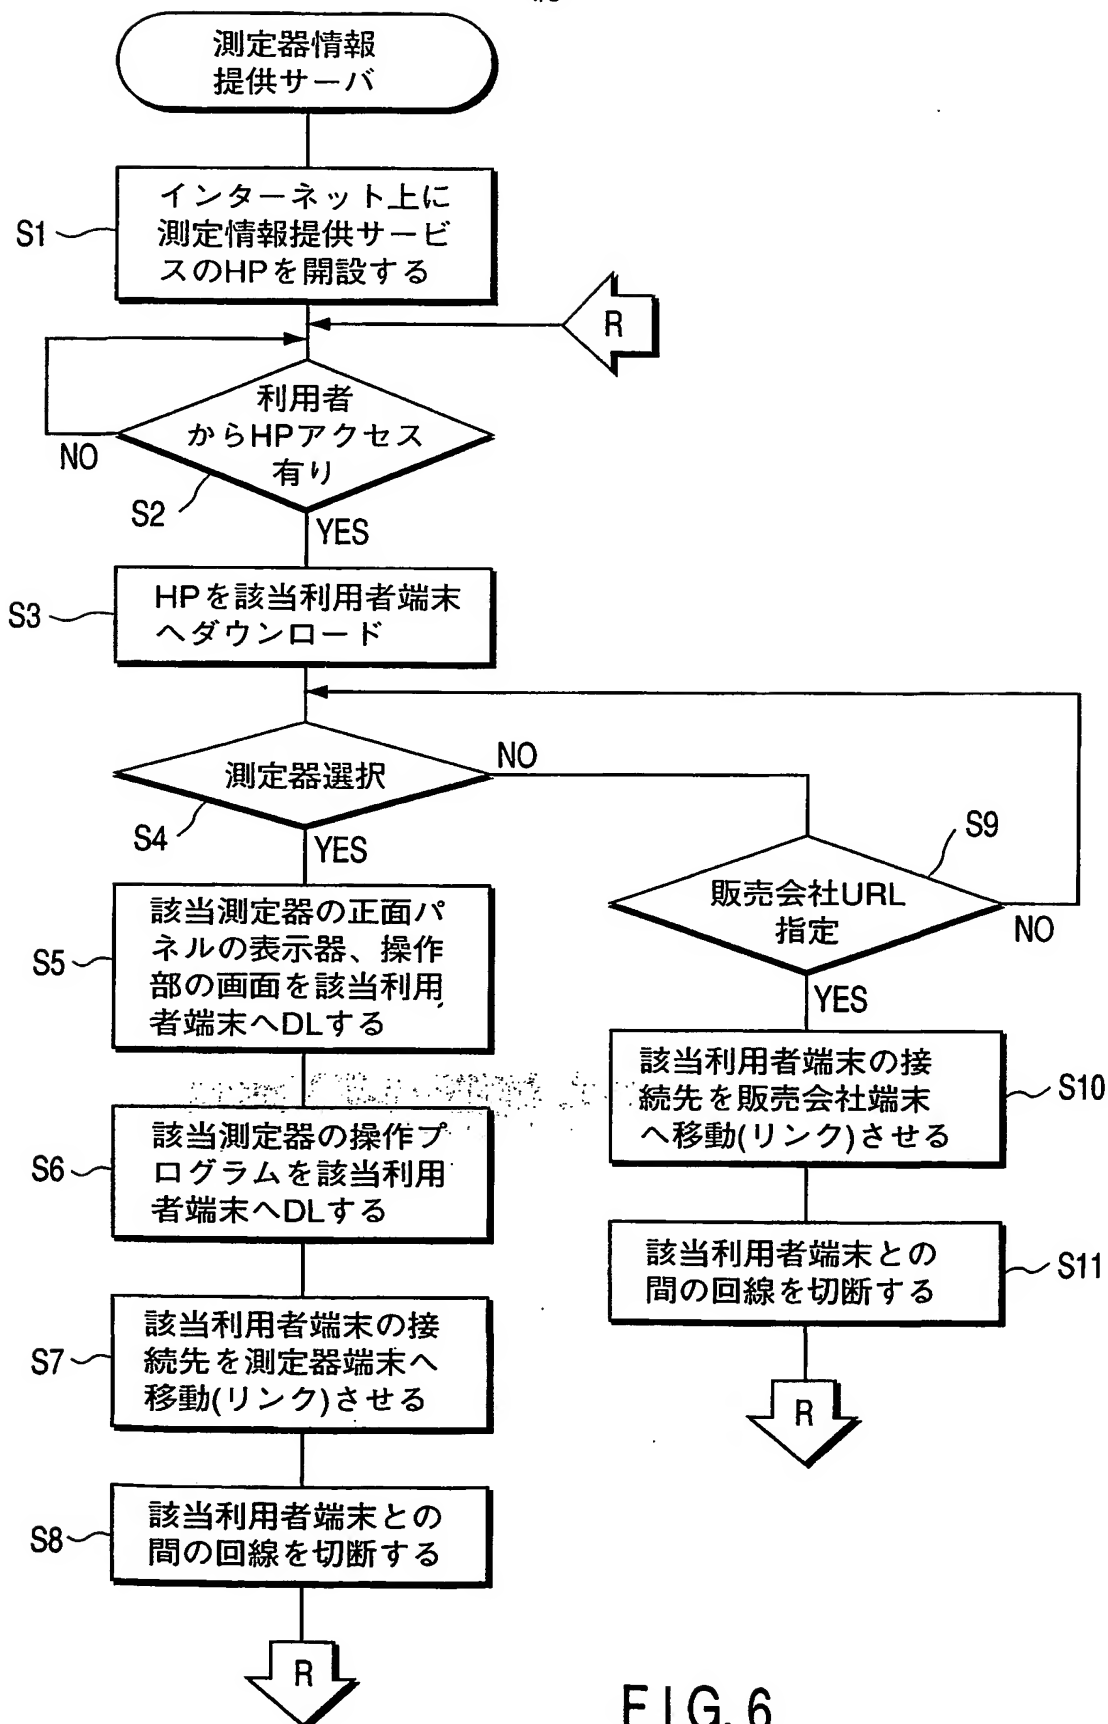 測定器情報
提供サーバ
S1
インターネット上に
測定情報提供サービ
スのHPを開設する
R
利用者
からHPアクセス
有り
NO
S2
YES
S3
HPを該当利用者端末
へダウンロード
測定器選択
NO
S4
YES
S9
販売会社URL
指定
NO
YES
S5
該当測定器の正面パ
ネルの表示器、操作
部の画面を該当利用
者端末へDLする
該当利用者端末の接
続先を販売会社端末
へ移動(リンク)させる
S10
S6
該当測定器の操作プ
ログラムを該当利用
者端末へDLする
該当利用者端末との
間の回線を切断する
S11
S7
該当利用者端末の接
続先を測定器端末へ
移動(リンク)させる
R
S8
該当利用者端末との
間の回線を切断する
R
FIG. 6